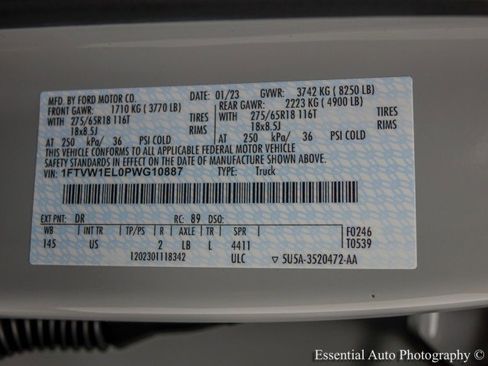 MFD. BY FORD MOTOR CO. DATE: 01/23 GVWR: 3742 KG (8250 LB)
FRONT GAWR: 1710 KG (3770 LB) REAR GAWR: 2223 KG (4900 LB)
WITH 275/65R18 116T TIRES WITH 275/65R18 116T TIRES
18x8.5J RIMS 18x8.5J RIMS
AT 250 kPa/ 36 PSI COLD AT 250 kPa/ 36 PSI COLD
THIS VEHICLE CONFORMS TO ALL APPLICABLE FEDERAL MOTOR VEHICLE
SAFETY STANDARDS IN EFFECT ON THE DATE OF MANUFACTURE SHOWN ABOVE.
VIN: 1FTVW1EL0PWG10887 TYPE: Truck
EXT PNT: DR RC: 89 DSO: F0246
WB INT TR TP/PS R AXLE TR SPR T0539
145 US 2 LB L 4411
1202301118342 ULC ▽ 5U5A-3520472-AA
Essential Auto Photography ©